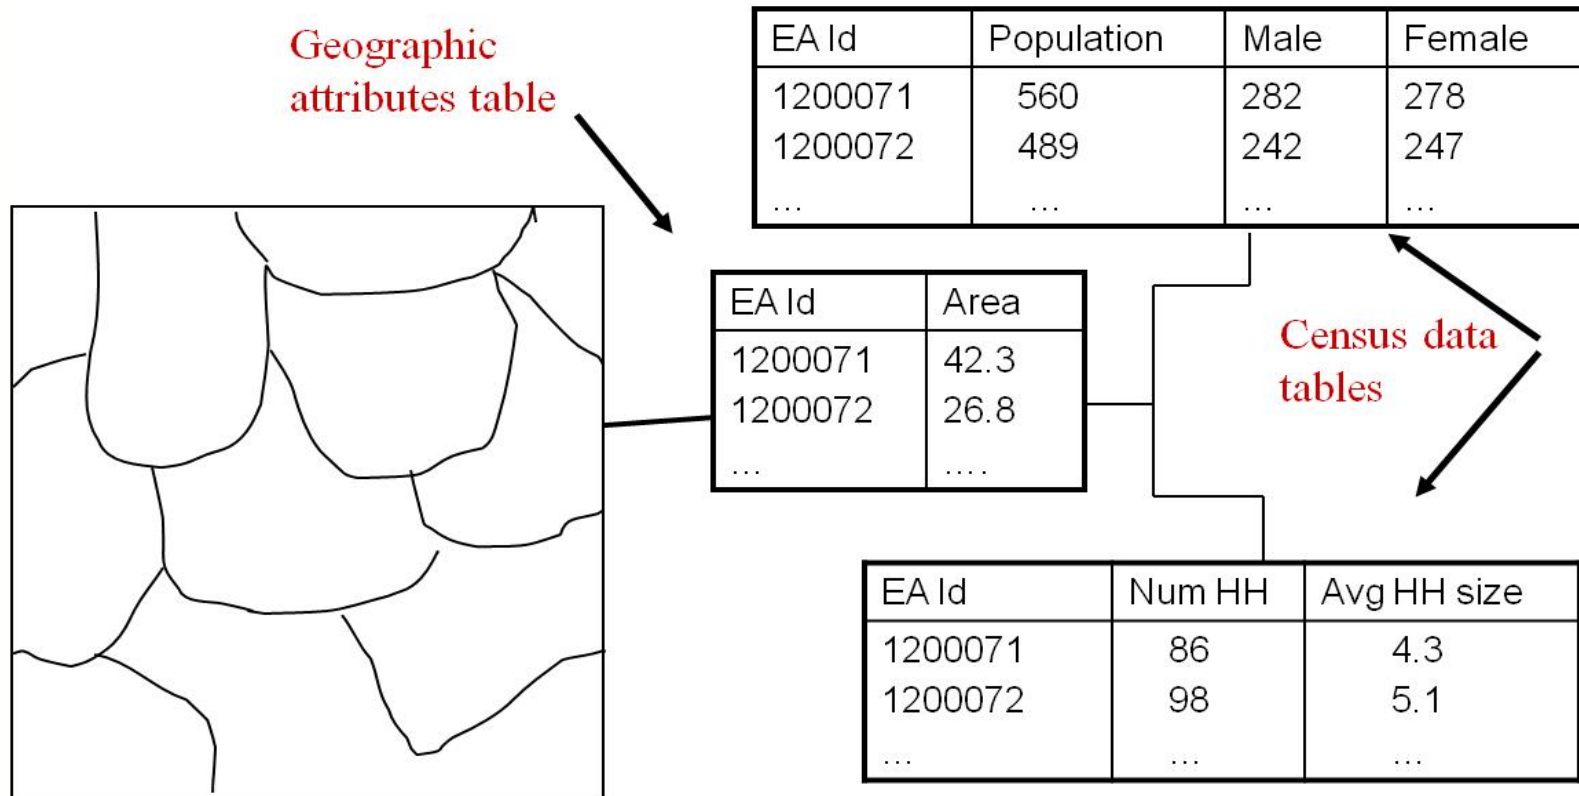 Geographic
attributes table
EA Id Population Male Female
1200071 560 282 278
1200072 489 242 247
... ... ... ...
EA Id Area
1200071 42.3
1200072 26.8
... ....
Census data
tables
EA Id Num HH Avg HH size
1200071 86 4.3
1200072 98 5.1
... ... ...